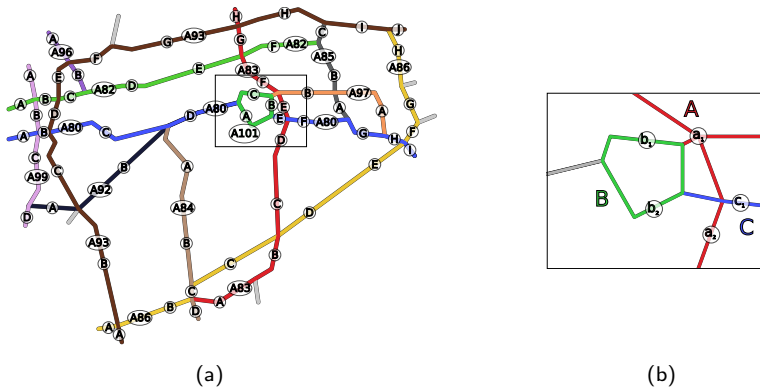 H H I J
A A96 F G A93 G C H
A E B A82 D E F A82 A85 A86
A83 F B
A B C D C B A97 G
B A80 C D A80 A B E E F A80 A G H F
A101 D I
C C B A E
A99 A92 A84
D A C D
A93 B B C B
C A83
A A86 B A D
A
A
a₁
b₁
B b₂ c₁
a₂ C
(a) (b)